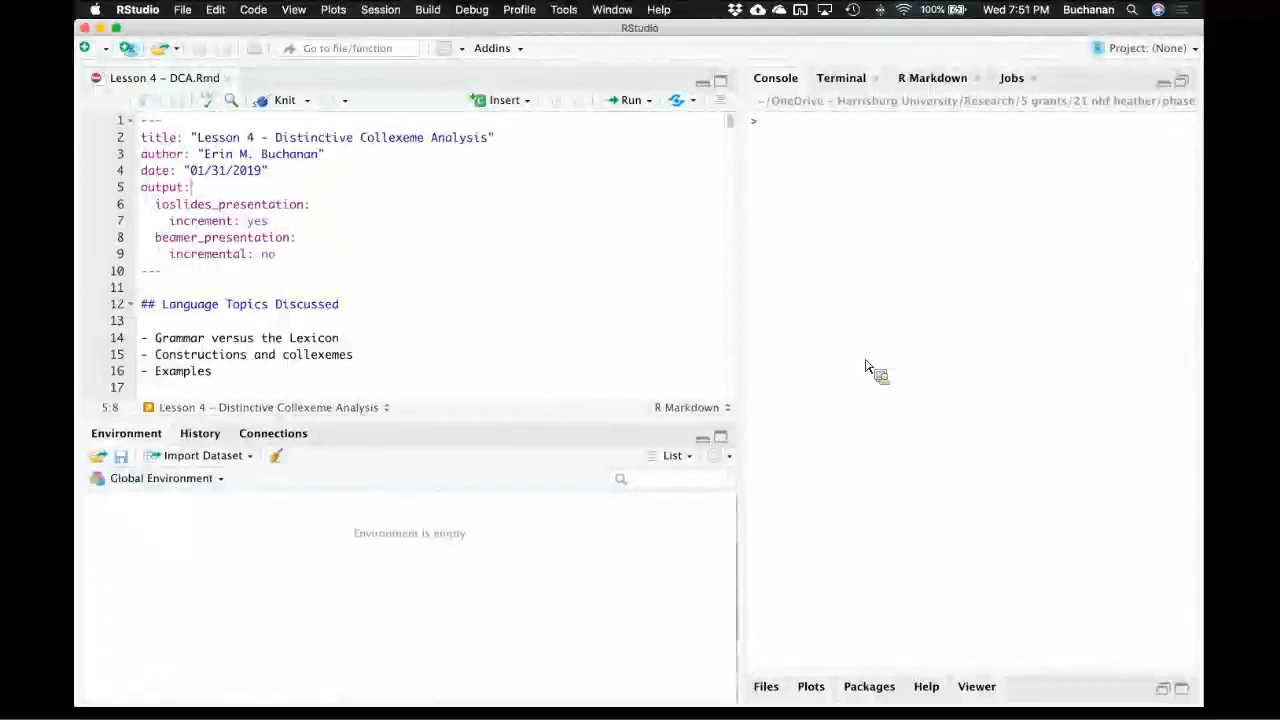 RStudio File Edit Code View Plots Session Build Debug Profile Tools Window Help 100% Wed 7:51 PM Buchanan
RStudio
Go to file/function Addins Project: (None)
Lesson 4 - DCA.Rmd
Knit Insert Run
1 ---
2 title: "Lesson 4 - Distinctive Collexeme Analysis"
3 author: "Erin M. Buchanan"
4 date: "01/31/2019"
5 output:
6 ioslides_presentation:
7 increment: yes
8 beamer_presentation:
9 incremental: no
10 ---
11
12 ## Language Topics Discussed
13
14 - Grammar versus the Lexicon
15 - Constructions and collexemes
16 - Examples
17
5:8 Lesson 4 - Distinctive Collexeme Analysis R Markdown
Environment History Connections
Import Dataset List
Global Environment
Environment is empty
Console Terminal R Markdown Jobs
~/OneDrive - Harrisburg University/Research/5 grants/21 nhf heather/phase
>
Files Plots Packages Help Viewer